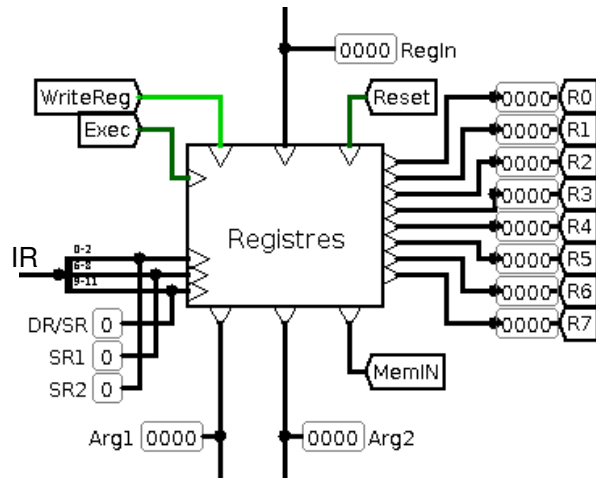 0000 RegIn
WriteReg
Reset
Exec
0000 R0
0000 R1
0000 R2
0000 R3
0000 R4
0000 R5
0000 R6
0000 R7
Registres
IR
0-2
6-8
9-11
DR/SR 0
SR1 0
SR2 0
MemIN
Arg1 0000
0000 Arg2